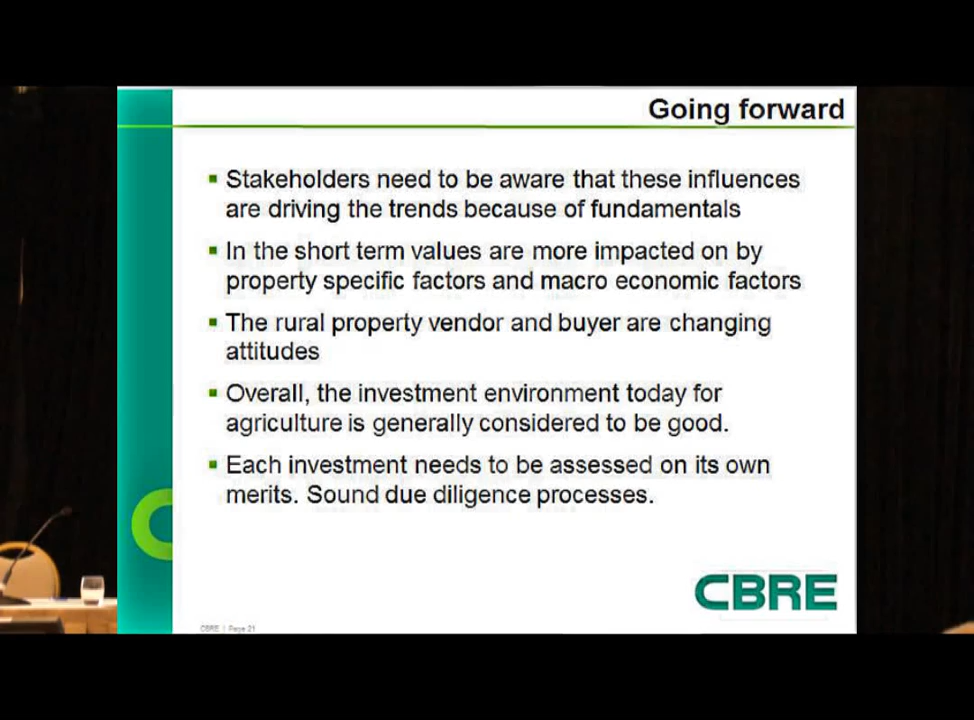 Going forward
Stakeholders need to be aware that these influences
are driving the trends because of fundamentals
In the short term values are more impacted on by
property specific factors and macro economic factors
The rural property vendor and buyer are changing
attitudes
Overall, the investment environment today for
agriculture is generally considered to be good.
Each investment needs to be assessed on its own
merits. Sound due diligence processes.
CBRE
CBRE | Page 21